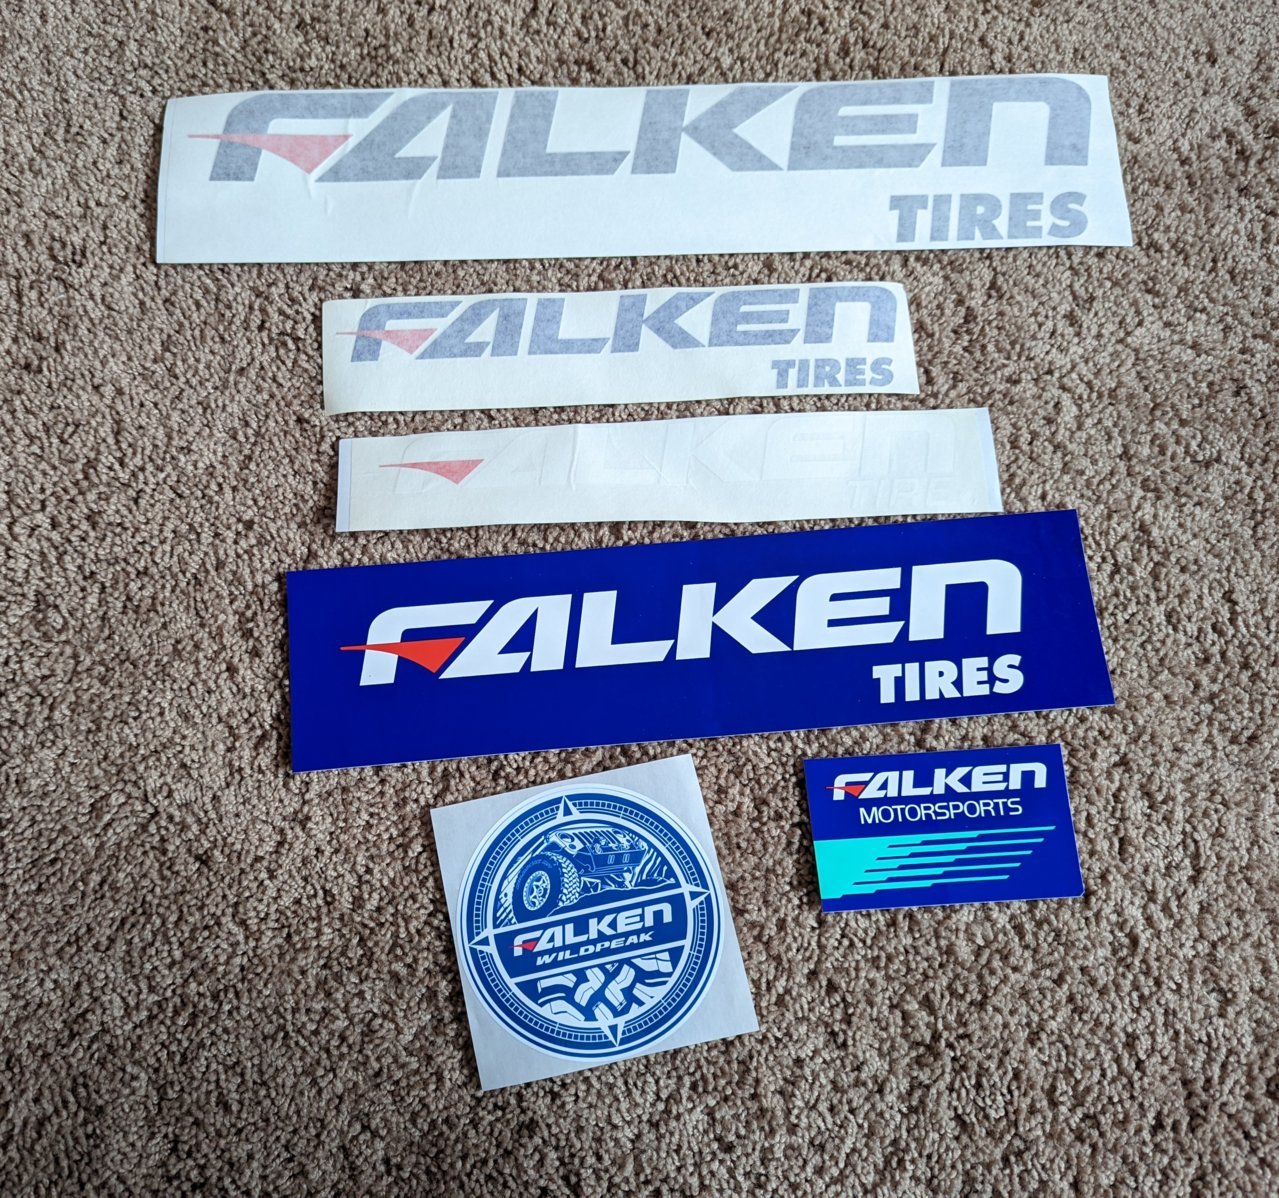 FALKEN
TIRES
FALKEN
TIRES
FALKEN
TIRES
FALKEN
TIRES
FALKEN
WILDPEAK
FALKEN
MOTORSPORTS